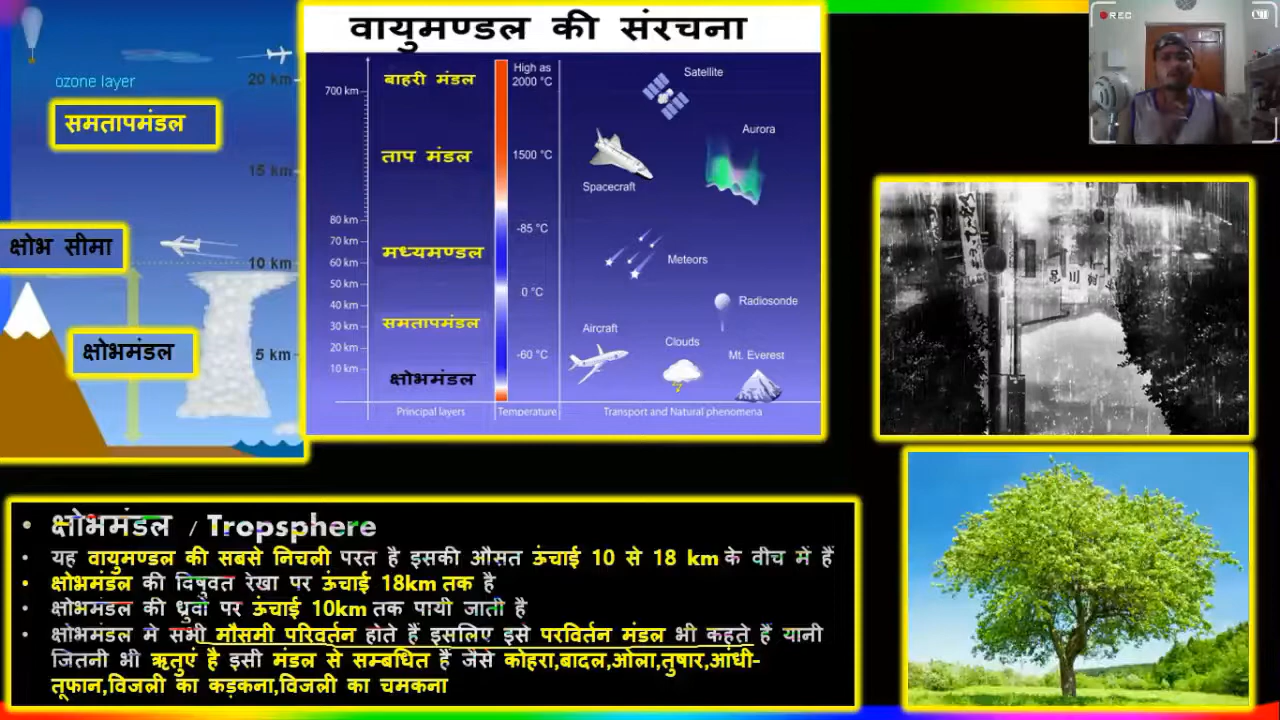 वायुमण्डल की संरचना
REC
ozone layer
20 km
समतापमंडल
15 km
क्षोभ सीमा
10 km
क्षोभमंडल
5 km
700 km
80 km
70 km
60 km
50 km
40 km
30 km
20 km
10 km
बाहरी मंडल
ताप मंडल
मध्यमण्डल
समतापमंडल
क्षोभमंडल
Principal layers
High as
2000 °C
1500 °C
-85 °C
0 °C
-60 °C
Temperature
Satellite
Aurora
Spacecraft
Meteors
Radiosonde
Aircraft
Clouds
Mt. Everest
Transport and Natural phenomena
• क्षोभमंडल / Tropsphere
• यह वायुमण्डल की सबसे निचली परत है इसकी औसत ऊंचाई 10 से 18 km के वीच में हैं
• क्षोभमंडल की विषुवत रेखा पर ऊंचाई 18km तक है
• क्षोभमंडल की ध्रुवों पर ऊंचाई 10km तक पायी जाती है
• क्षोभमंडल में सभी मौसमी परिवर्तन होते हैं इसलिए इसे परविर्तन मंडल भी कहते हैं यानी
जितनी भी ऋतुएं है इसी मंडल से सम्बधित हैं जैसे कोहरा,बादल,ओला,तुषार,आंधी-
तूफान,विजली का कड़कना,विजली का चमकना